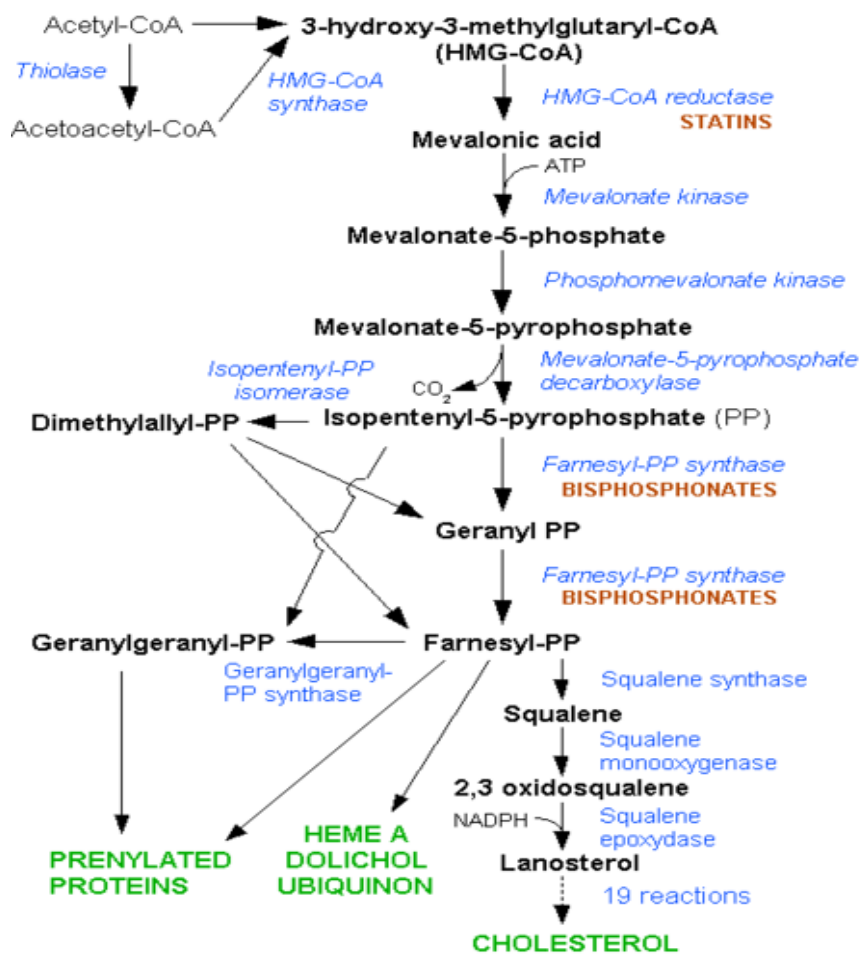 Acetyl-CoA
3-hydroxy-3-methylglutaryl-CoA
(HMG-CoA)
Thiolase
HMG-CoA
synthase
HMG-CoA reductase
STATINS
Acetoacetyl-CoA
Mevalonic acid
ATP
Mevalonate kinase
Mevalonate-5-phosphate
Phosphomevalonate kinase
Mevalonate-5-pyrophosphate
Isopentenyl-PP
isomerase
CO2
Mevalonate-5-pyrophosphate
decarboxylase
Dimethylallyl-PP
Isopentenyl-5-pyrophosphate (PP)
Farnesyl-PP synthase
BISPHOSPHONATES
Geranyl PP
Farnesyl-PP synthase
BISPHOSPHONATES
Geranylgeranyl-PP
Farnesyl-PP
Geranylgeranyl-
PP synthase
Squalene synthase
Squalene
Squalene
monooxygenase
2,3 oxidosqualene
NADPH
Squalene
epoxydase
Lanosterol
PRENYLATED
PROTEINS
HEME A
DOLICHOL
UBIQUINON
19 reactions
CHOLESTEROL